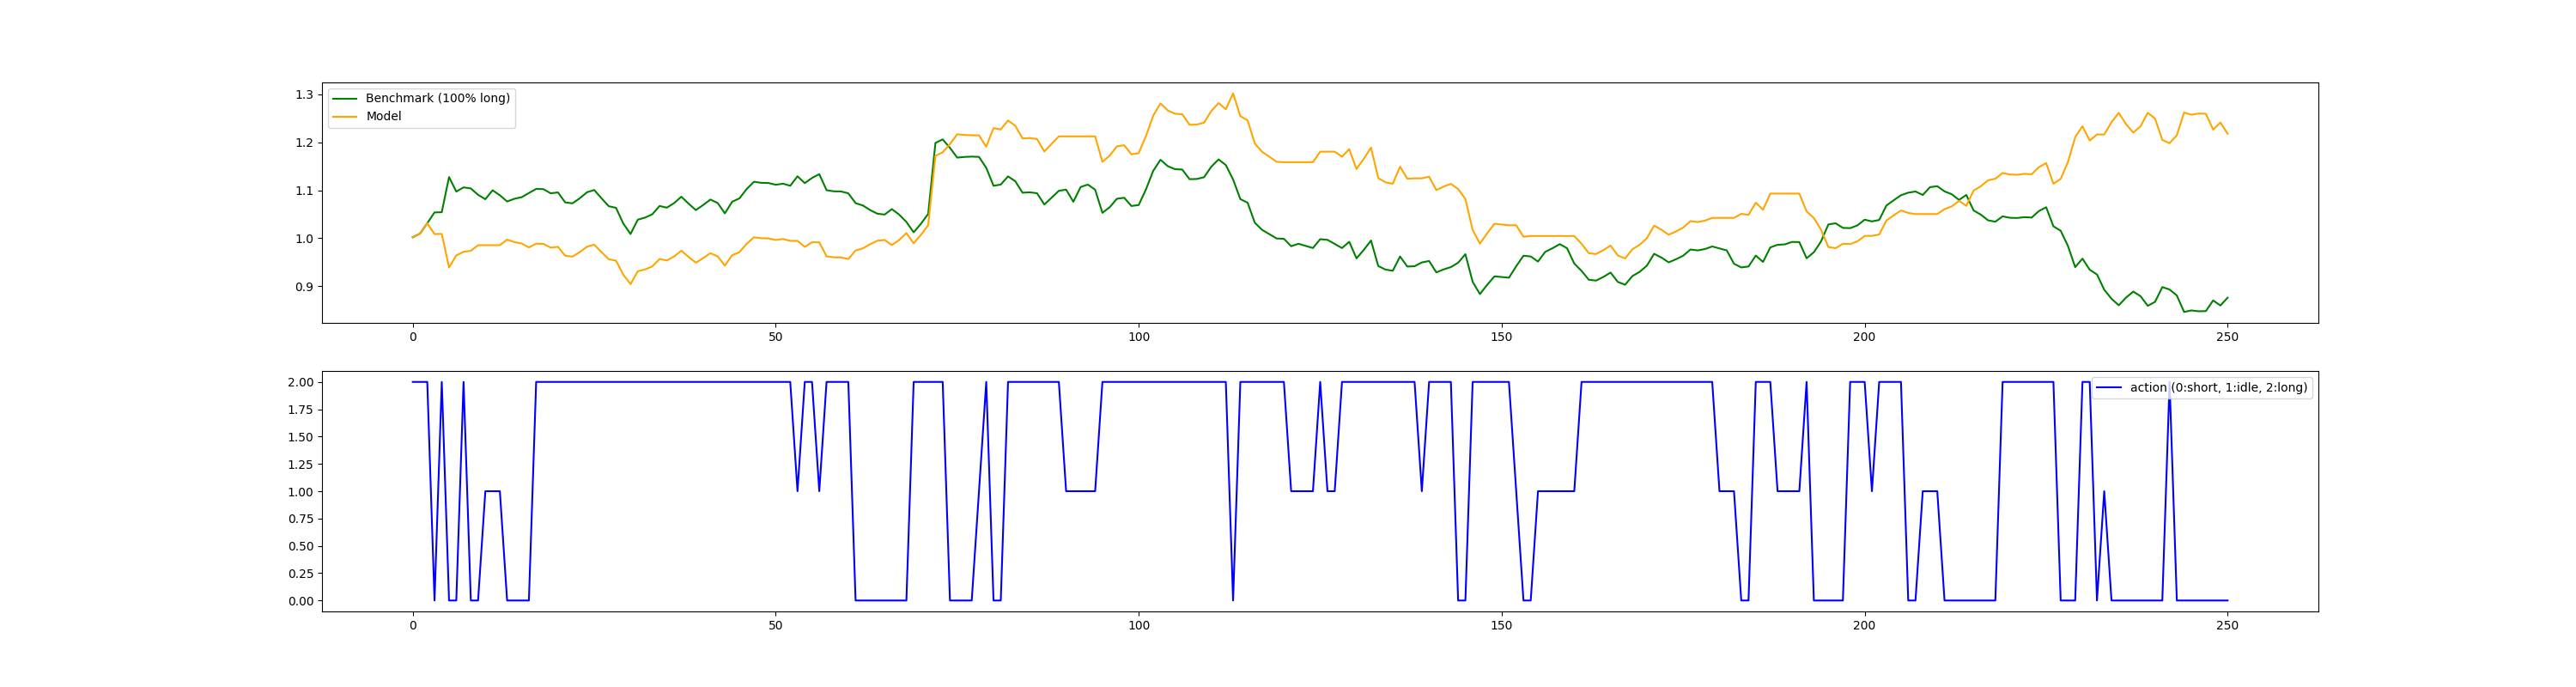 1.3
1.2
1.1
1.0
0.9
Benchmark (100% long)
Model
0 50 100 150 200 250
2.00
1.75
1.50
1.25
1.00
0.75
0.50
0.25
0.00
action (0:short, 1:idle, 2:long)
0 50 100 150 200 250